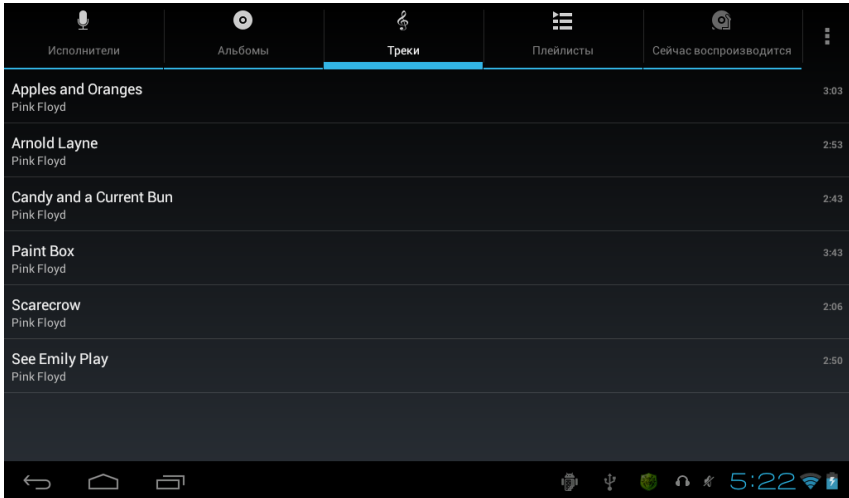 Исполнители
Альбомы
Треки
Плейлисты
Сейчас воспроизводится
Apples and Oranges
3:03
Pink Floyd
Arnold Layne
2:53
Pink Floyd
Candy and a Current Bun
2:43
Pink Floyd
Paint Box
3:43
Pink Floyd
Scarecrow
2:06
Pink Floyd
See Emily Play
2:50
Pink Floyd
5:22